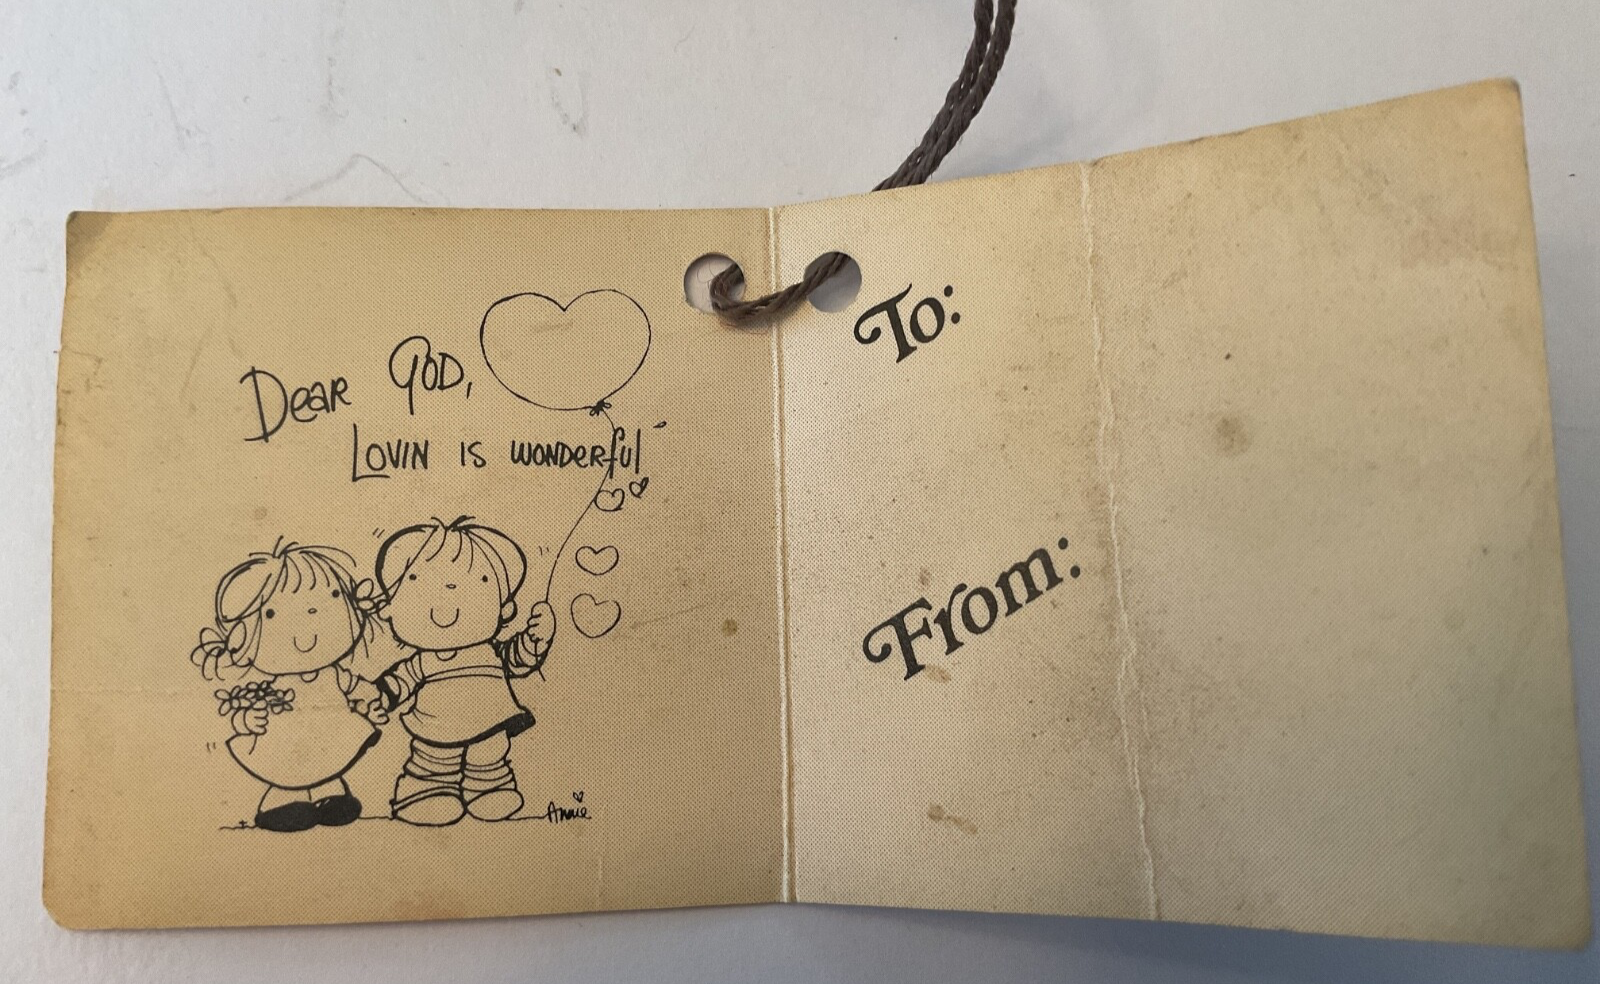 Dear God,
Lovin is wonderful
Annie
To:
From: